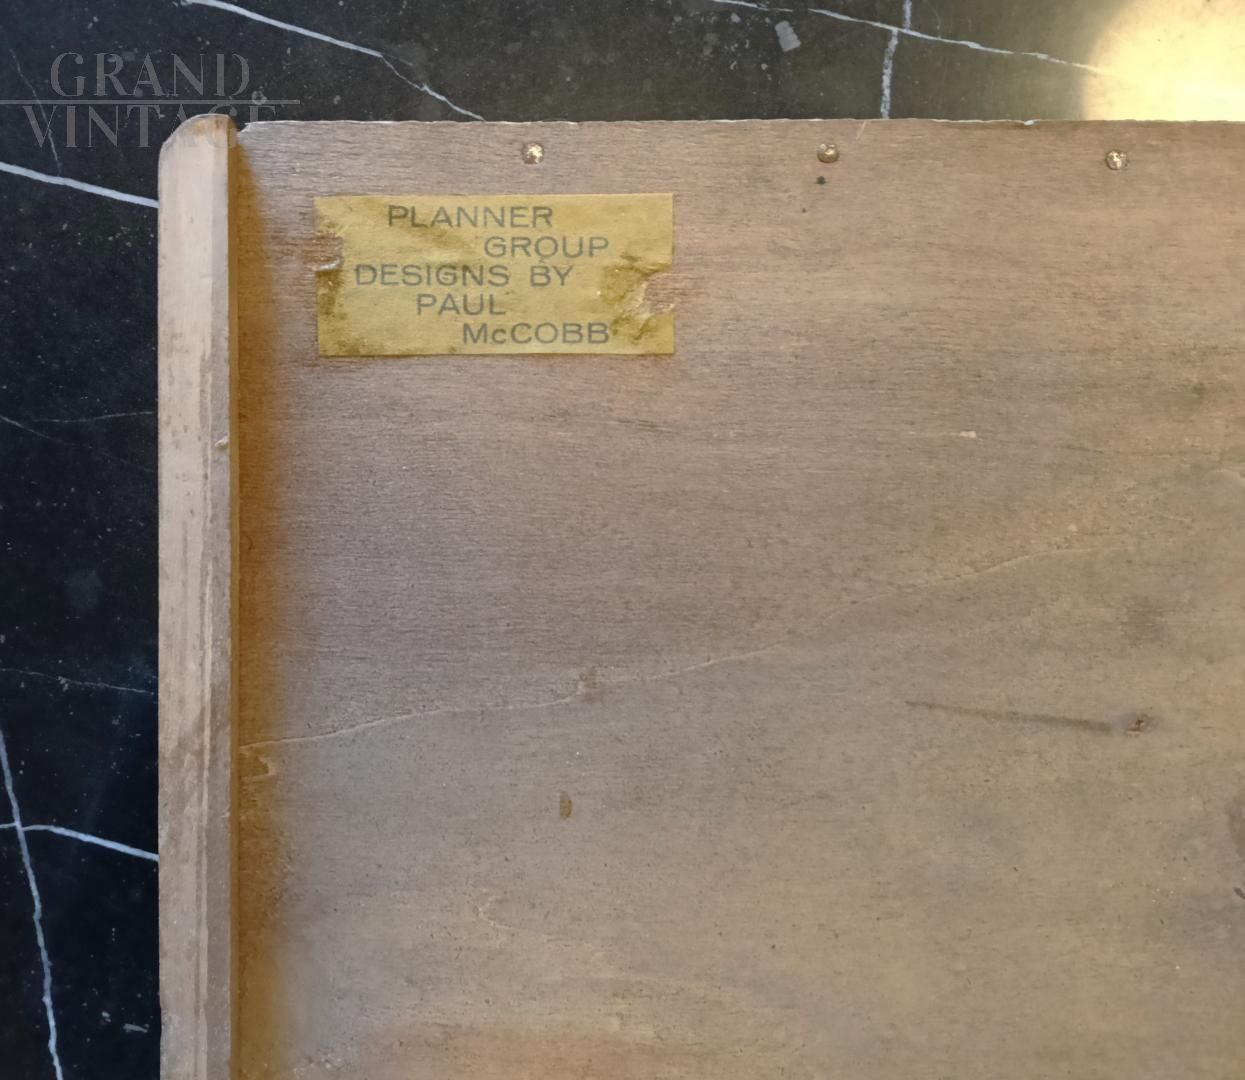 GRAND
VINTAGE
PLANNER
GROUP
DESIGNS BY
PAUL
McCOBB